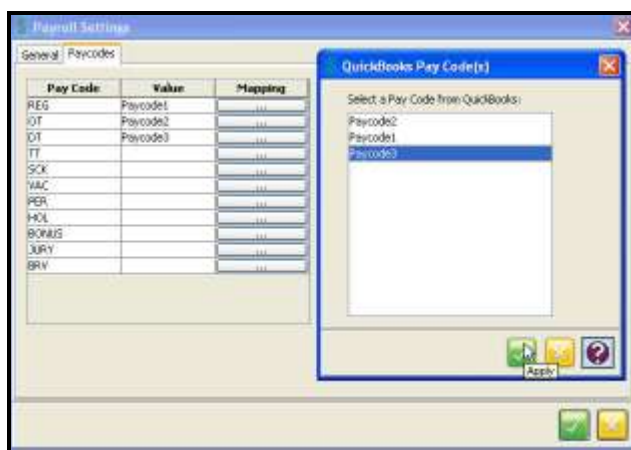 Payroll Settings
General Paycodes
Pay Code Value Mapping
REG Paycode1 ...
OT Paycode2 ...
DT Paycode3 ...
TT ...
SCK ...
VAC ...
PER ...
HOL ...
BONUS ...
JURY ...
BRV ...
QuickBooks Pay Code(s)
Select a Pay Code from QuickBooks:
Paycode2
Paycode1
Paycode3
Apply